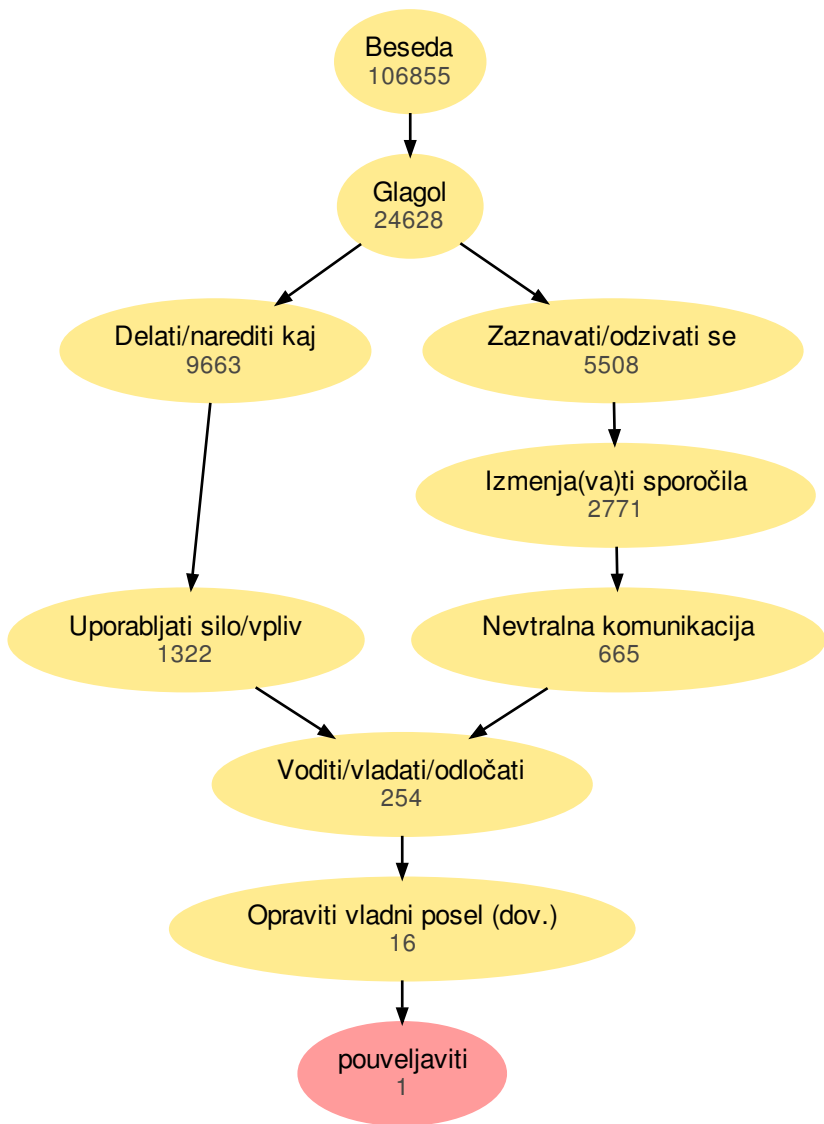 Beseda
106855
Glagol
24628
Delati/narediti kaj
9663
Zaznavati/odzivati se
5508
Izmenja(va)ti sporočila
2771
Uporabljati silo/vpliv
1322
Nevtralna komunikacija
665
Voditi/vladati/odločati
254
Opraviti vladni posel (dov.)
16
pouveljaviti
1